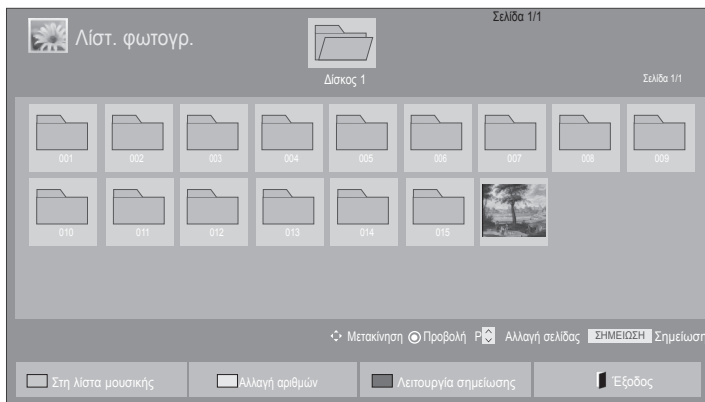 Σελίδα 1/1
Λίστ. φωτογρ.
Δίσκος 1
Σελίδα 1/1
001 002 003 004 005 006 007 008 009
010 011 012 013 014 015
Μετακίνηση Προβολή P Αλλαγή σελίδας ΣΗΜΕΙΩΣΗ Σημείωση
Στη λίστα μουσικής Αλλαγή αριθμών Λειτουργία σημείωσης Έξοδος